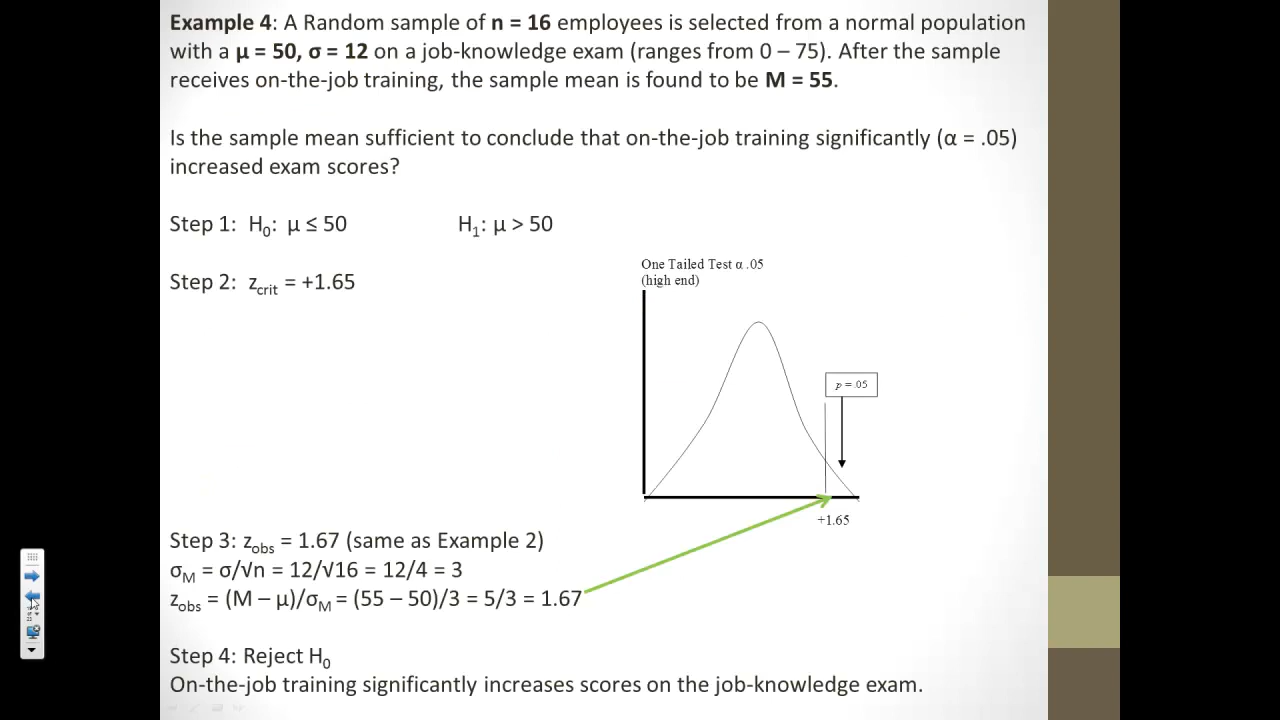 Example 4: A Random sample of n = 16 employees is selected from a normal population
with a μ = 50, σ = 12 on a job-knowledge exam (ranges from 0 – 75). After the sample
receives on-the-job training, the sample mean is found to be M = 55.
Is the sample mean sufficient to conclude that on-the-job training significantly (α = .05)
increased exam scores?
Step 1: H₀: μ ≤ 50 H₁: μ > 50
Step 2: z_crit = +1.65
One Tailed Test α .05
(high end)
p = .05
+1.65
Step 3: z_obs = 1.67 (same as Example 2)
σ_M = σ/√n = 12/√16 = 12/4 = 3
z_obs = (M – μ)/σ_M = (55 – 50)/3 = 5/3 = 1.67
Step 4: Reject H₀
On-the-job training significantly increases scores on the job-knowledge exam.